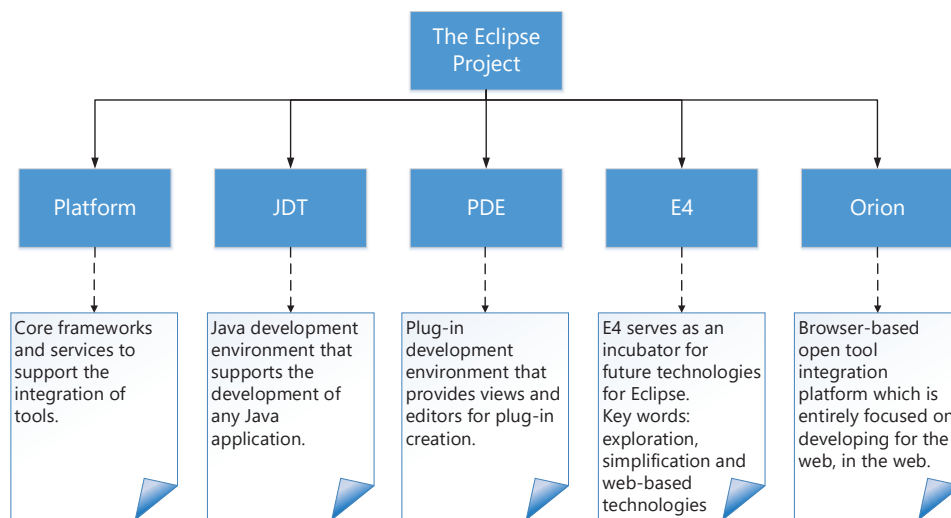 The Eclipse
Project
Platform
JDT
PDE
E4
Orion
Core frameworks
and services to
support the
integration of
tools.
Java development
environment that
supports the
development of
any Java
application.
Plug-in
development
environment that
provides views and
editors for plug-in
creation.
E4 serves as an
incubator for
future technologies
for Eclipse.
Key words:
exploration,
simplification and
web-based
technologies
Browser-based
open tool
integration
platform which is
entirely focused on
developing for the
web, in the web.